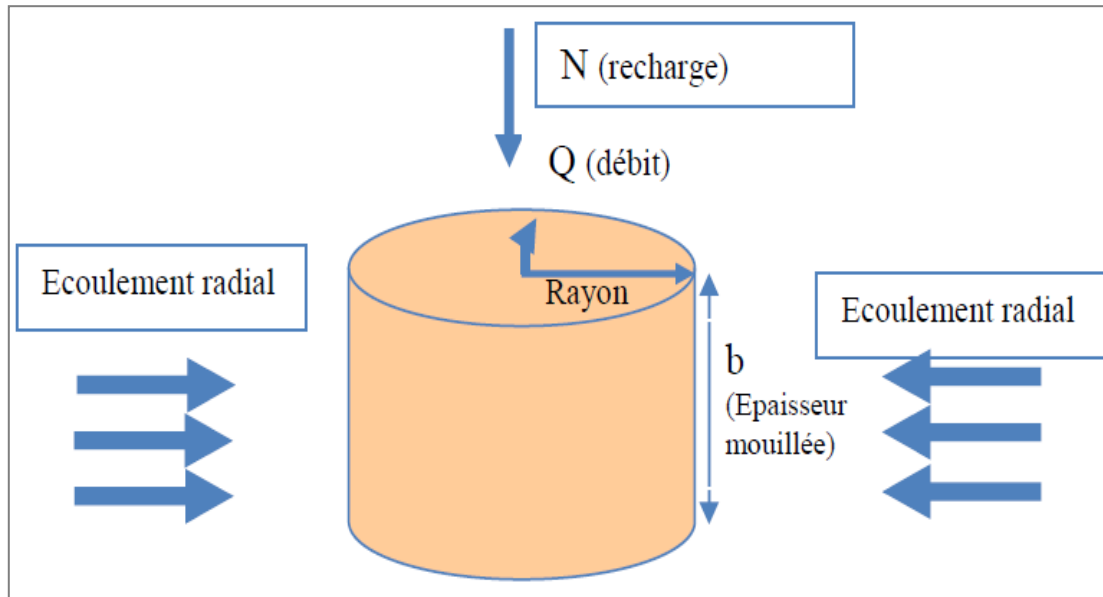 N (recharge)
Q (débit)
Ecoulement radial
Rayon
Ecoulement radial
b
(Epaisseur
mouillée)